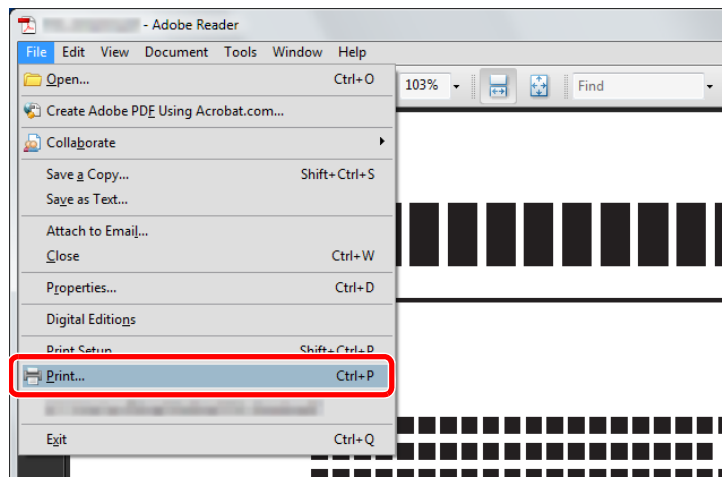 - Adobe Reader
File Edit View Document Tools Window Help
Open... Ctrl+O
103% Find
Create Adobe PDF Using Acrobat.com...
Collaborate
Save a Copy... Shift+Ctrl+S
Save as Text...
Attach to Email...
Close Ctrl+W
Properties... Ctrl+D
Digital Editions
Print Setup... Shift+Ctrl+P
Print... Ctrl+P
Exit Ctrl+Q